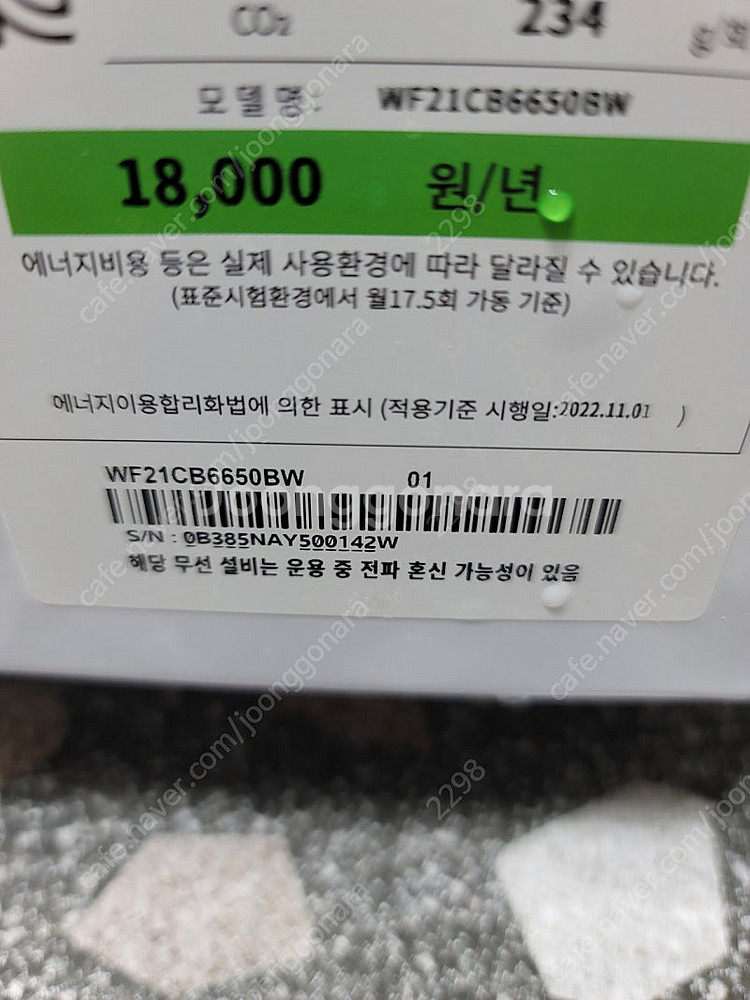 CO₂ 234 g/회
모델명: WF21CB6650BW
18,000 원/년
에너지비용 등은 실제 사용환경에 따라 달라질 수 있습니다.
(표준시험환경에서 월17.5회 가동 기준)
에너지이용합리화법에 의한 표시 (적용기준 시행일:2022.11.01 )
WF21CB6650BW 01
S/N : 0B385NAY500142W
해당 무선 설비는 운용 중 전파 혼신 가능성이 있음
joonggonara
cafe.naver.com/joonggonara
2298